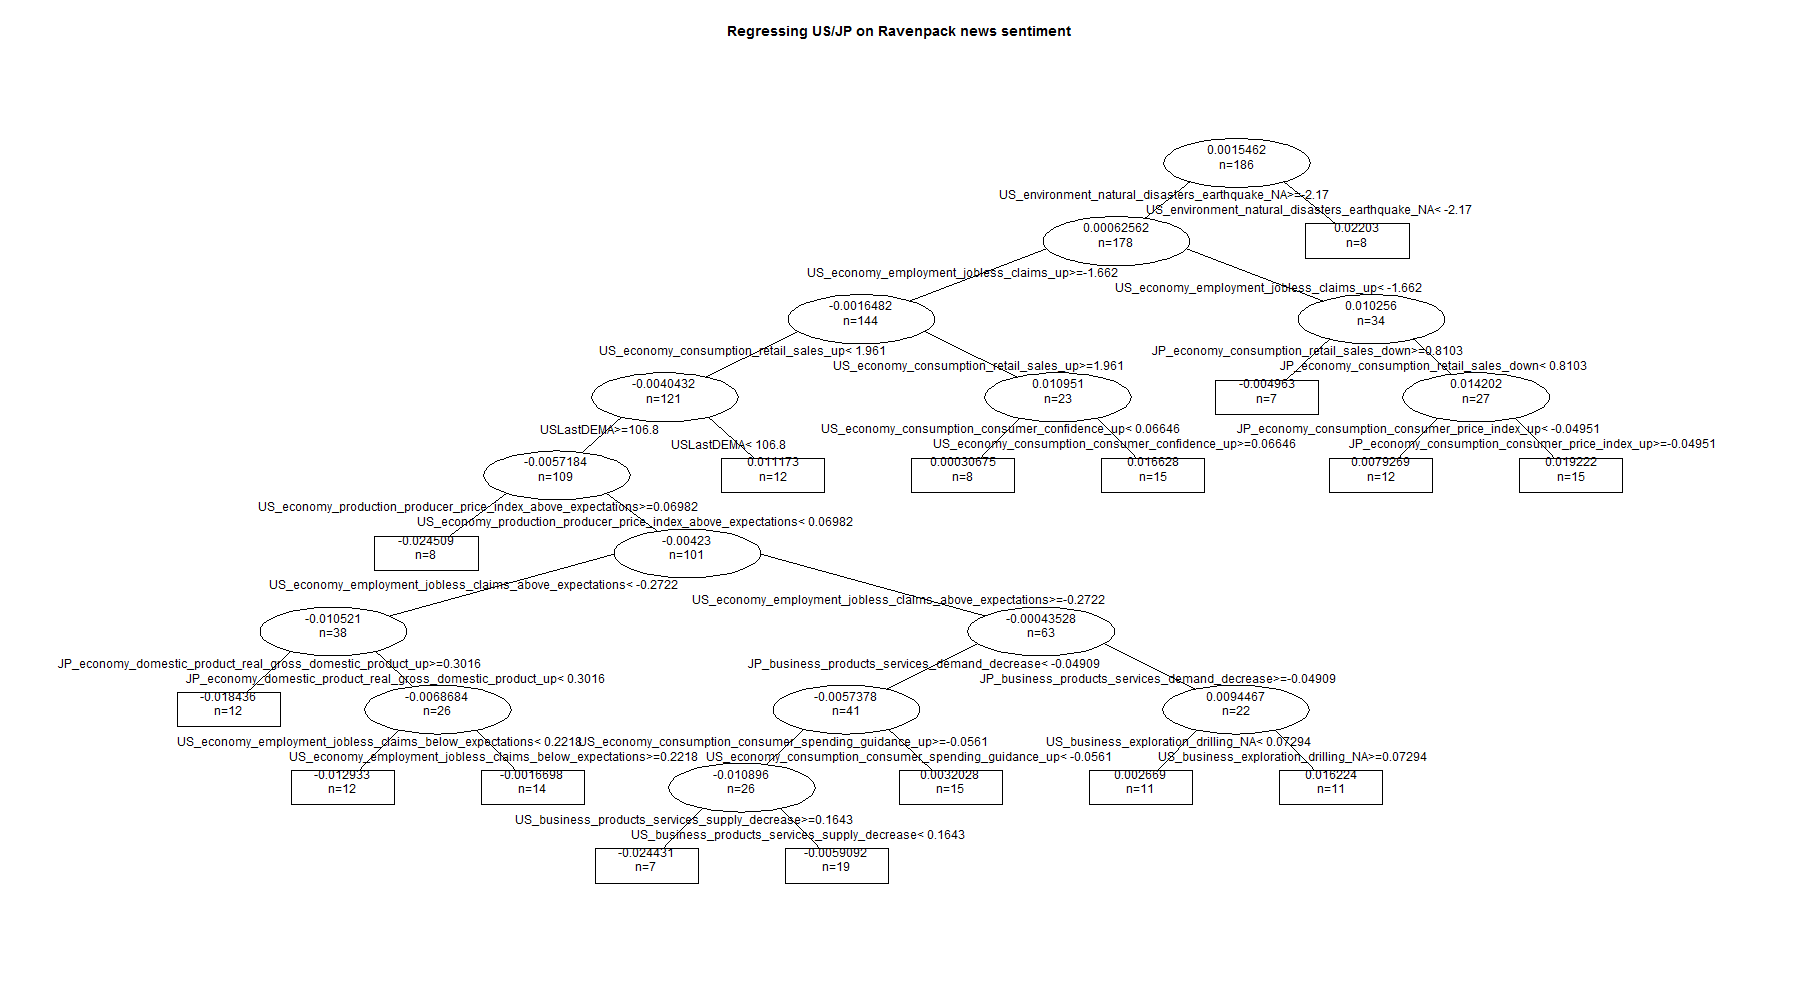 Regressing US/JP on Ravenpack news sentiment
0.0015462
n=186
US_environment_natural_disasters_earthquake_NA>=-2.17
US_environment_natural_disasters_earthquake_NA< -2.17
0.00062562
n=178
0.02203
n=8
US_economy_employment_jobless_claims_up>=-1.662
US_economy_employment_jobless_claims_up< -1.662
-0.0016482
n=144
0.010256
n=34
US_economy_consumption_retail_sales_up< 1.961
US_economy_consumption_retail_sales_up>=1.961
JP_economy_consumption_retail_sales_down>=0.8103
JP_economy_consumption_retail_sales_down< 0.8103
-0.0040432
n=121
0.010951
n=23
-0.004963
n=7
0.014202
n=27
USLastDEMA>=106.8
USLastDEMA< 106.8
US_economy_consumption_consumer_confidence_up< 0.06646
US_economy_consumption_consumer_confidence_up>=0.06646
JP_economy_consumption_consumer_price_index_up< -0.04951
JP_economy_consumption_consumer_price_index_up>=-0.04951
-0.0057184
n=109
0.011173
n=12
0.00030675
n=8
0.016628
n=15
0.0079269
n=12
0.019222
n=15
US_economy_production_producer_price_index_above_expectations>=0.06982
US_economy_production_producer_price_index_above_expectations< 0.06982
-0.024509
n=8
-0.00423
n=101
US_economy_employment_jobless_claims_above_expectations< -0.2722
US_economy_employment_jobless_claims_above_expectations>=-0.2722
-0.010521
n=38
-0.00043528
n=63
JP_economy_domestic_product_real_gross_domestic_product_up>=0.3016
JP_economy_domestic_product_real_gross_domestic_product_up< 0.3016
JP_business_products_services_demand_decrease< -0.04909
JP_business_products_services_demand_decrease>=-0.04909
-0.018436
n=12
-0.0068684
n=26
-0.0057378
n=41
0.0094467
n=22
US_economy_employment_jobless_claims_below_expectations< 0.2218
US_economy_employment_jobless_claims_below_expectations>=0.2218
US_economy_consumption_consumer_spending_guidance_up>=-0.0561
US_economy_consumption_consumer_spending_guidance_up< -0.0561
US_business_exploration_drilling_NA< 0.07294
US_business_exploration_drilling_NA>=0.07294
-0.012933
n=12
-0.0016698
n=14
-0.010896
n=26
0.0032028
n=15
0.002669
n=11
0.016224
n=11
US_business_products_services_supply_decrease>=0.1643
US_business_products_services_supply_decrease< 0.1643
-0.024431
n=7
-0.0059092
n=19